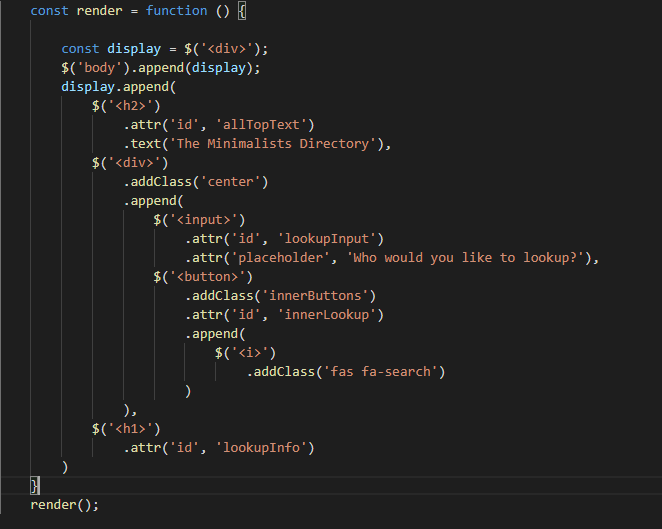 const render = function () {
const display = $('<div>');
$('body').append(display);
display.append(
$('<h2>')
.attr('id', 'allTopText')
.text('The Minimalists Directory'),
$('<div>')
.addClass('center')
.append(
$('<input>')
.attr('id', 'lookupInput')
.attr('placeholder', 'Who would you like to lookup?'),
$('<button>')
.addClass('innerButtons')
.attr('id', 'innerLookup')
.append(
$('<i>')
.addClass('fas fa-search')
)
),
$('<h1>')
.attr('id', 'lookupInfo')
)
}
render();